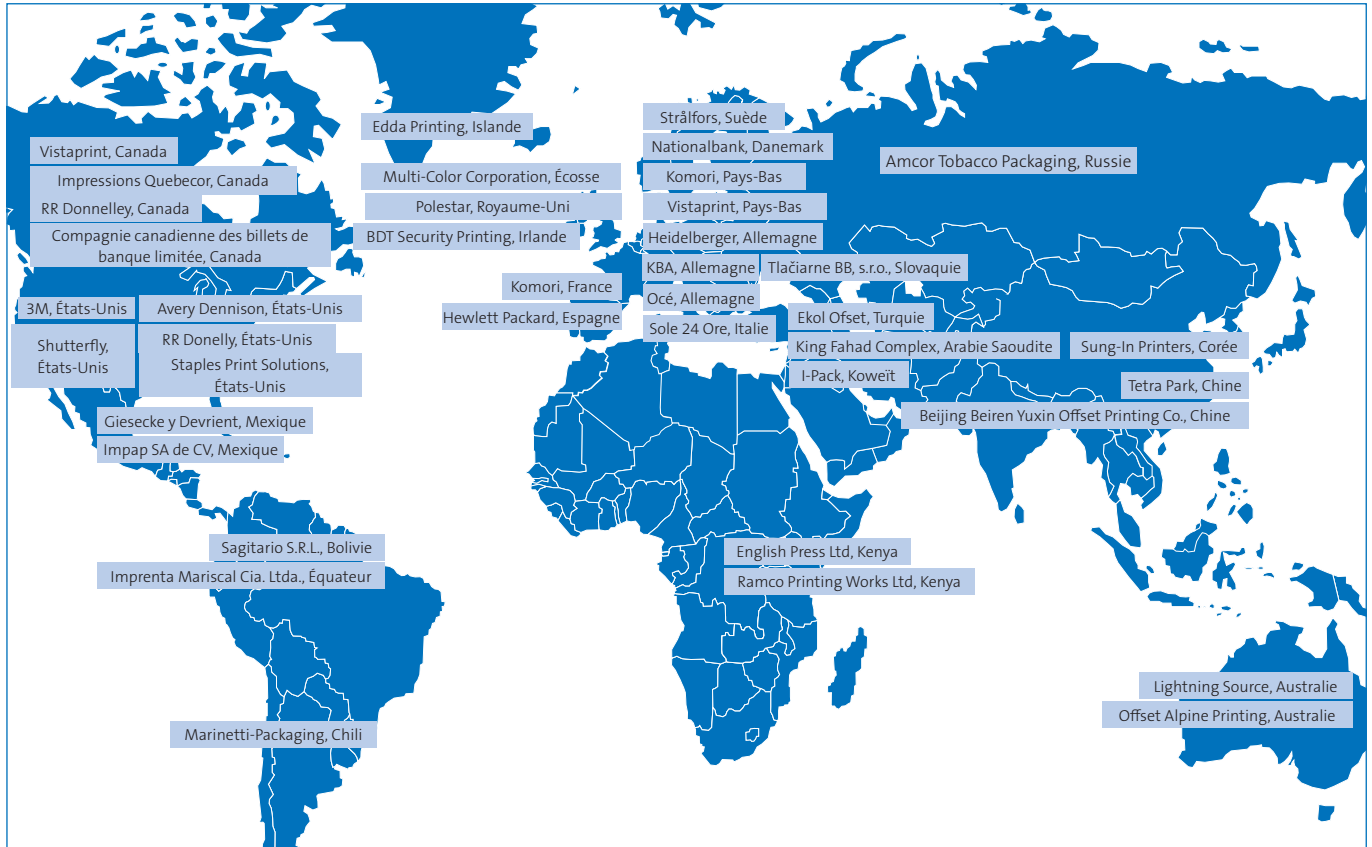 Vistaprint, Canada
Impressions Quebecor, Canada
RR Donnelley, Canada
Compagnie canadienne des billets de
banque limitée, Canada
3M, États-Unis
Avery Dennison, États-Unis
Shutterfly,
États-Unis
RR Donelly, États-Unis
Staples Print Solutions,
États-Unis
Giesecke y Devrient, Mexique
Impap SA de CV, Mexique
Sagitario S.R.L., Bolivie
Imprenta Mariscal Cia. Ltda., Équateur
Marinetti-Packaging, Chili
Edda Printing, Islande
Multi-Color Corporation, Écosse
Polestar, Royaume-Uni
BDT Security Printing, Irlande
Komori, France
Hewlett Packard, Espagne
Strålfors, Suède
Nationalbank, Danemark
Komori, Pays-Bas
Vistaprint, Pays-Bas
Heidelberger, Allemagne
KBA, Allemagne
Tlačiarne BB, s.r.o., Slovaquie
Océ, Allemagne
Sole 24 Ore, Italie
Ekol Ofset, Turquie
King Fahad Complex, Arabie Saoudite
I-Pack, Koweït
Amcor Tobacco Packaging, Russie
Sung-In Printers, Corée
Tetra Park, Chine
Beijing Beiren Yuxin Offset Printing Co., Chine
English Press Ltd, Kenya
Ramco Printing Works Ltd, Kenya
Lightning Source, Australie
Offset Alpine Printing, Australie